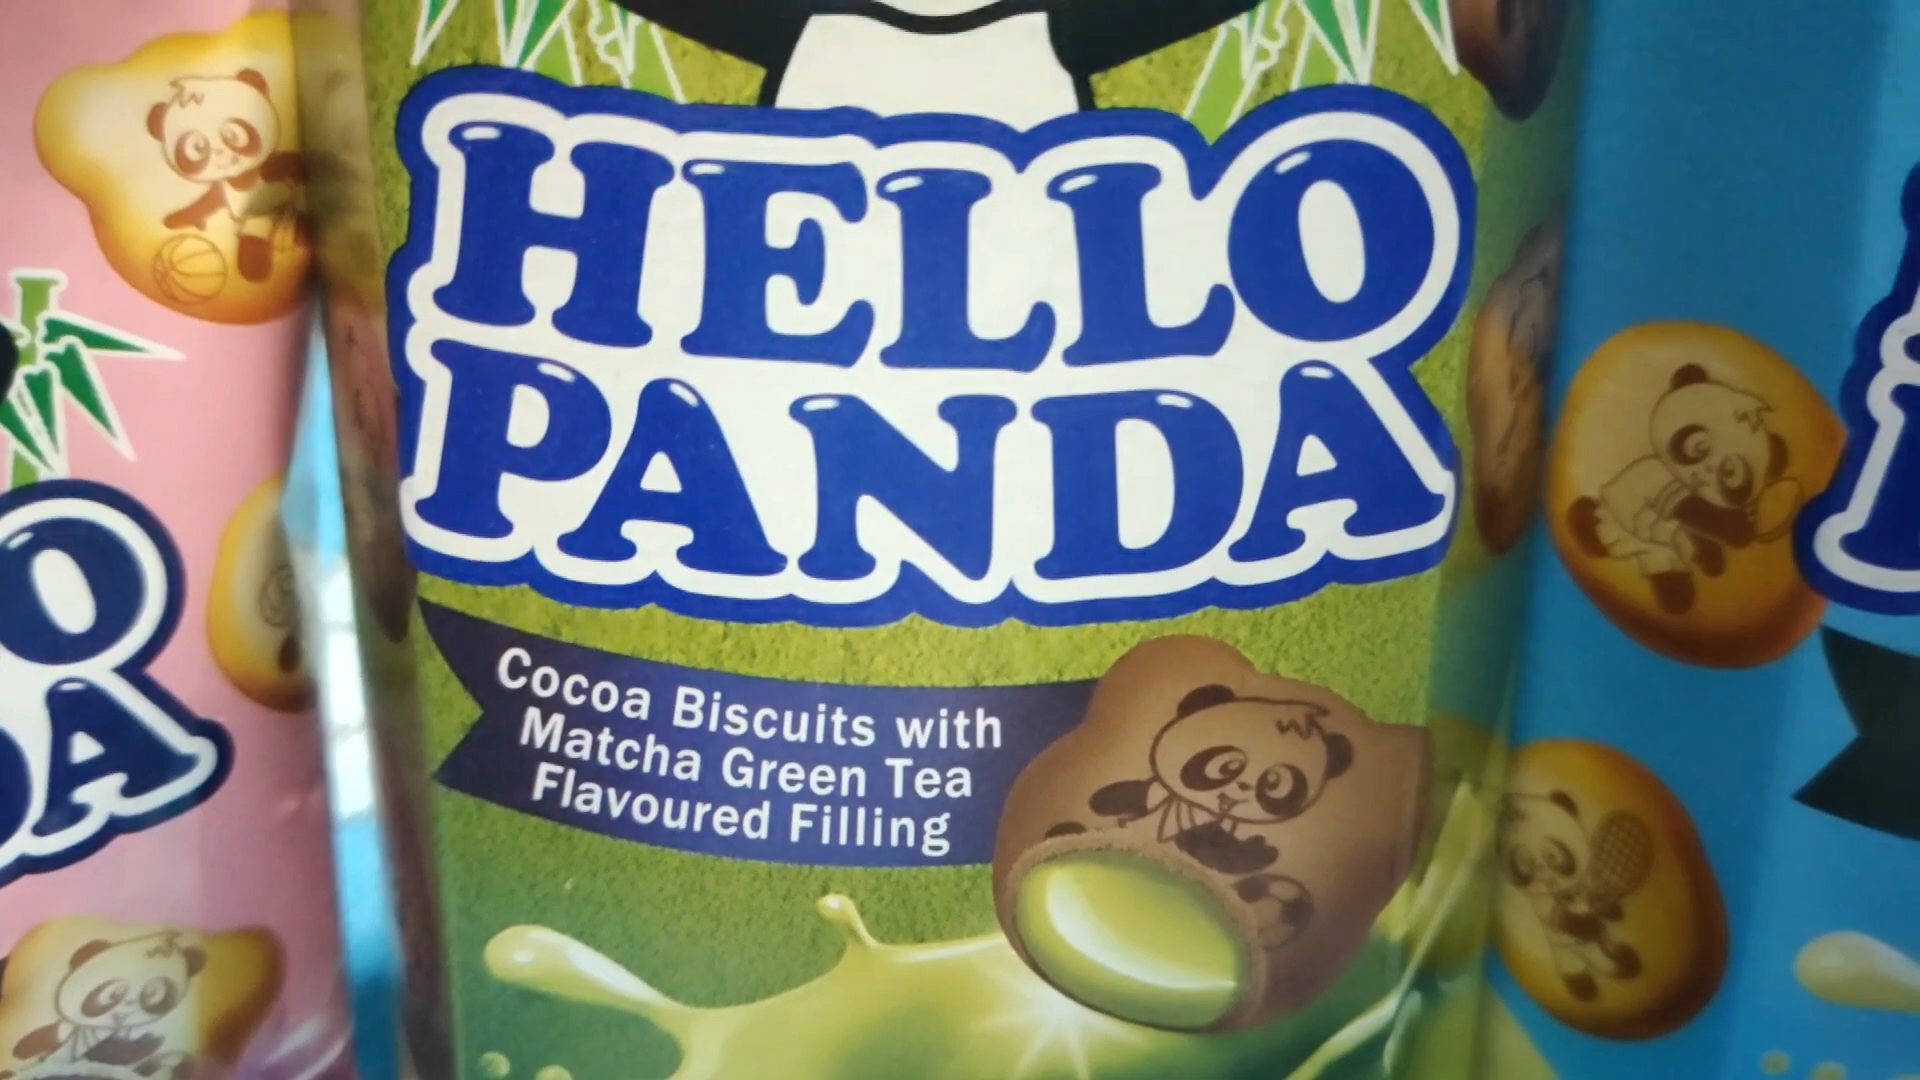 HELLO
PANDA
Cocoa Biscuits with
Matcha Green Tea
Flavoured Filling
O
A